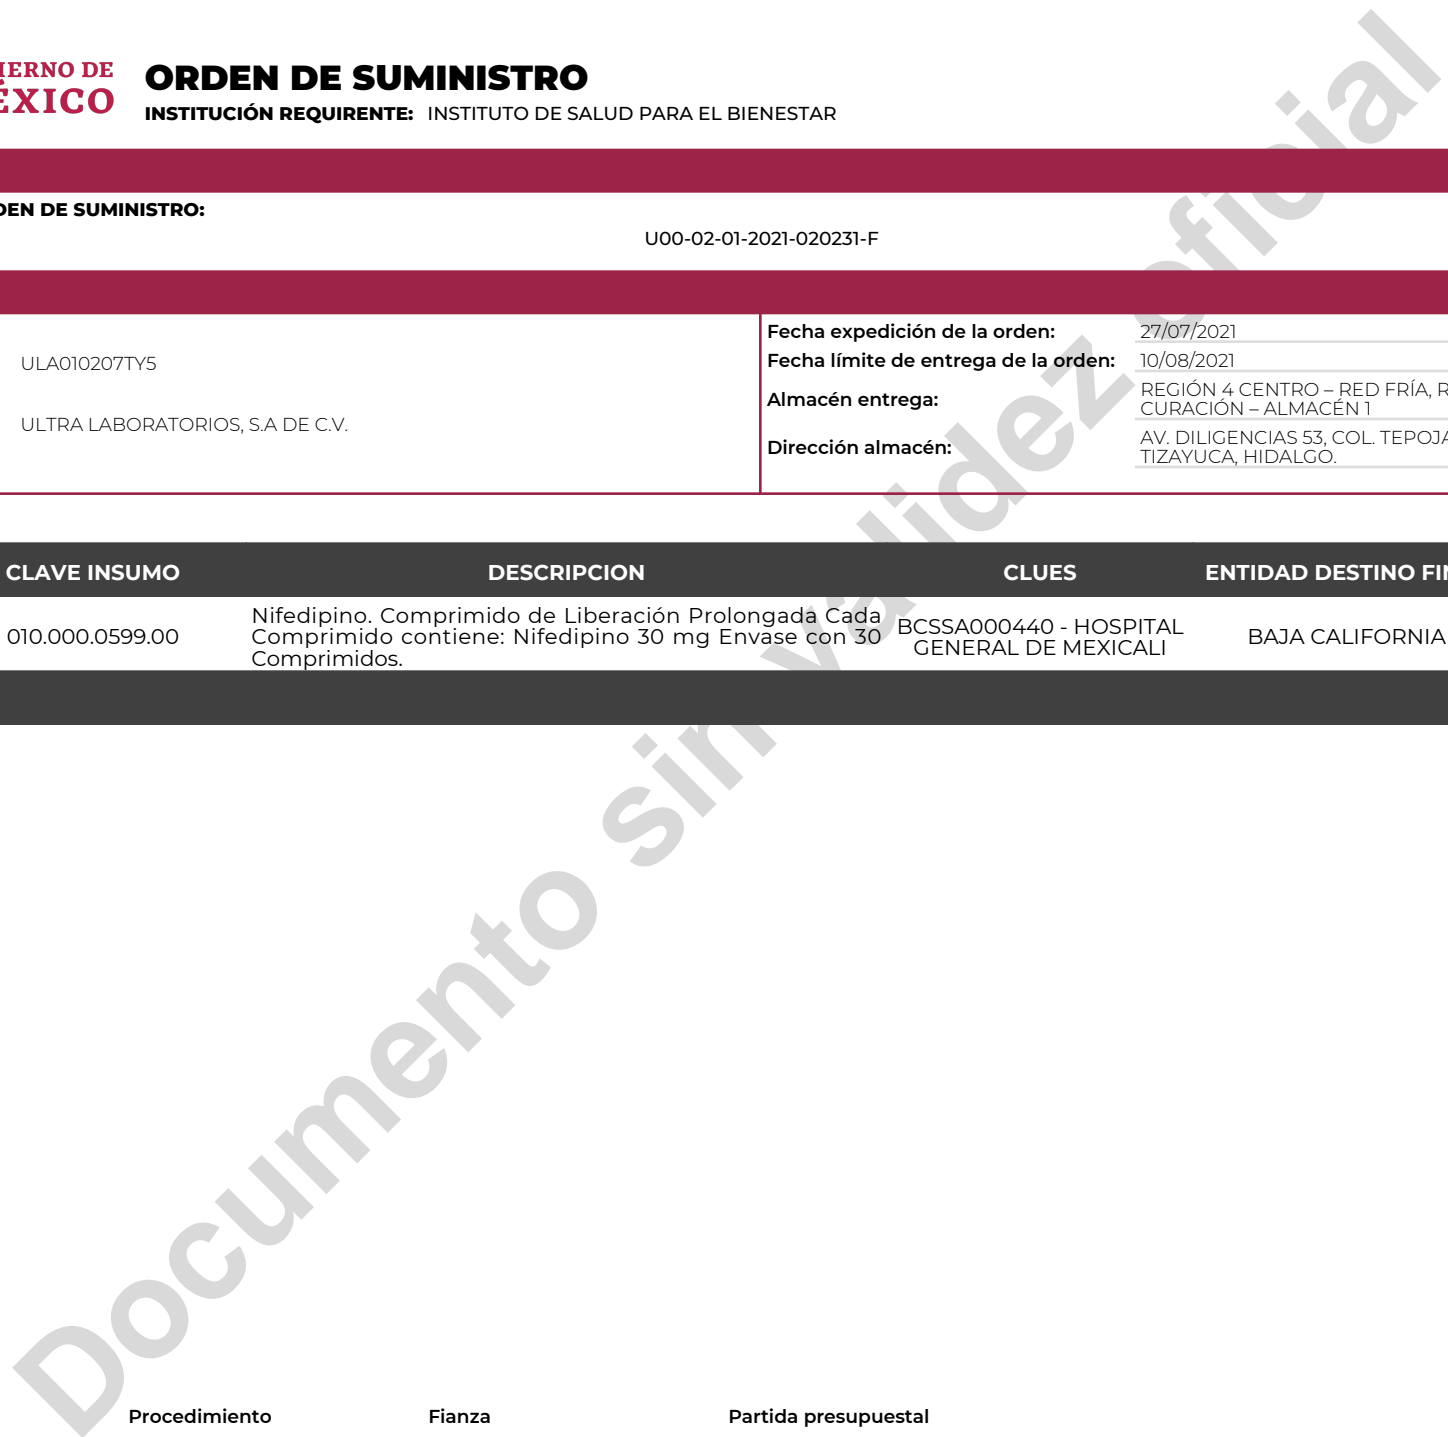 IERNO DE
ÉXICO
ORDEN DE SUMINISTRO
INSTITUCIÓN REQUIRENTE: INSTITUTO DE SALUD PARA EL BIENESTAR
DEN DE SUMINISTRO:
U00-02-01-2021-020231-F
ULA010207TY5
ULTRA LABORATORIOS, S.A DE C.V.
Fecha expedición de la orden: 27/07/2021
Fecha límite de entrega de la orden: 10/08/2021
Almacén entrega: REGIÓN 4 CENTRO – RED FRÍA, R
CURACIÓN – ALMACÉN 1
Dirección almacén: AV. DILIGENCIAS 53, COL. TEPOJA
TIZAYUCA, HIDALGO.
CLAVE INSUMO DESCRIPCION CLUES ENTIDAD DESTINO FIN
010.000.0599.00
Nifedipino. Comprimido de Liberación Prolongada Cada
Comprimido contiene: Nifedipino 30 mg Envase con 30
Comprimidos.
BCSSA000440 - HOSPITAL
GENERAL DE MEXICALI
BAJA CALIFORNIA
Documento sin validez oficial
Procedimiento Fianza Partida presupuestal